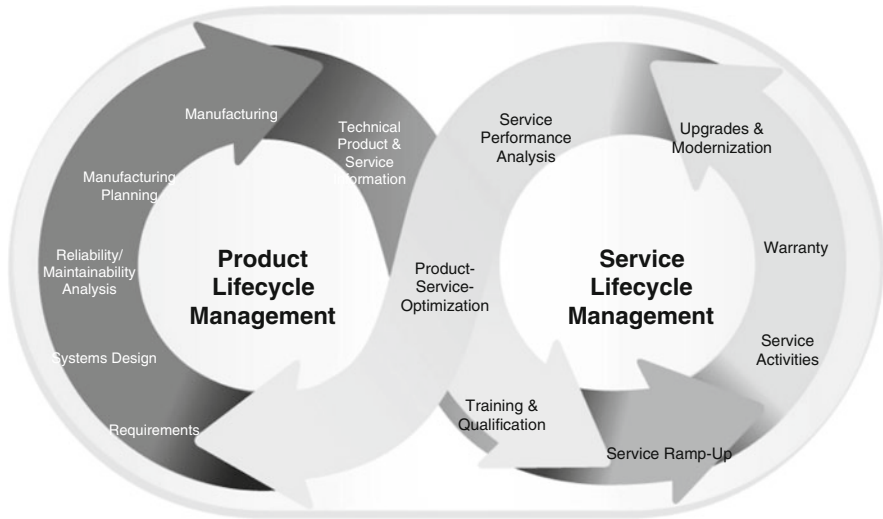 Manufacturing
Technical
Product &
Service
Information
Manufacturing
Planning
Reliability/
Maintainability
Analysis
Systems Design
Requirements
Product
Lifecycle
Management
Product-
Service-
Optimization
Service
Performance
Analysis
Upgrades &
Modernization
Service
Lifecycle
Management
Warranty
Service
Activities
Training &
Qualification
Service Ramp-Up